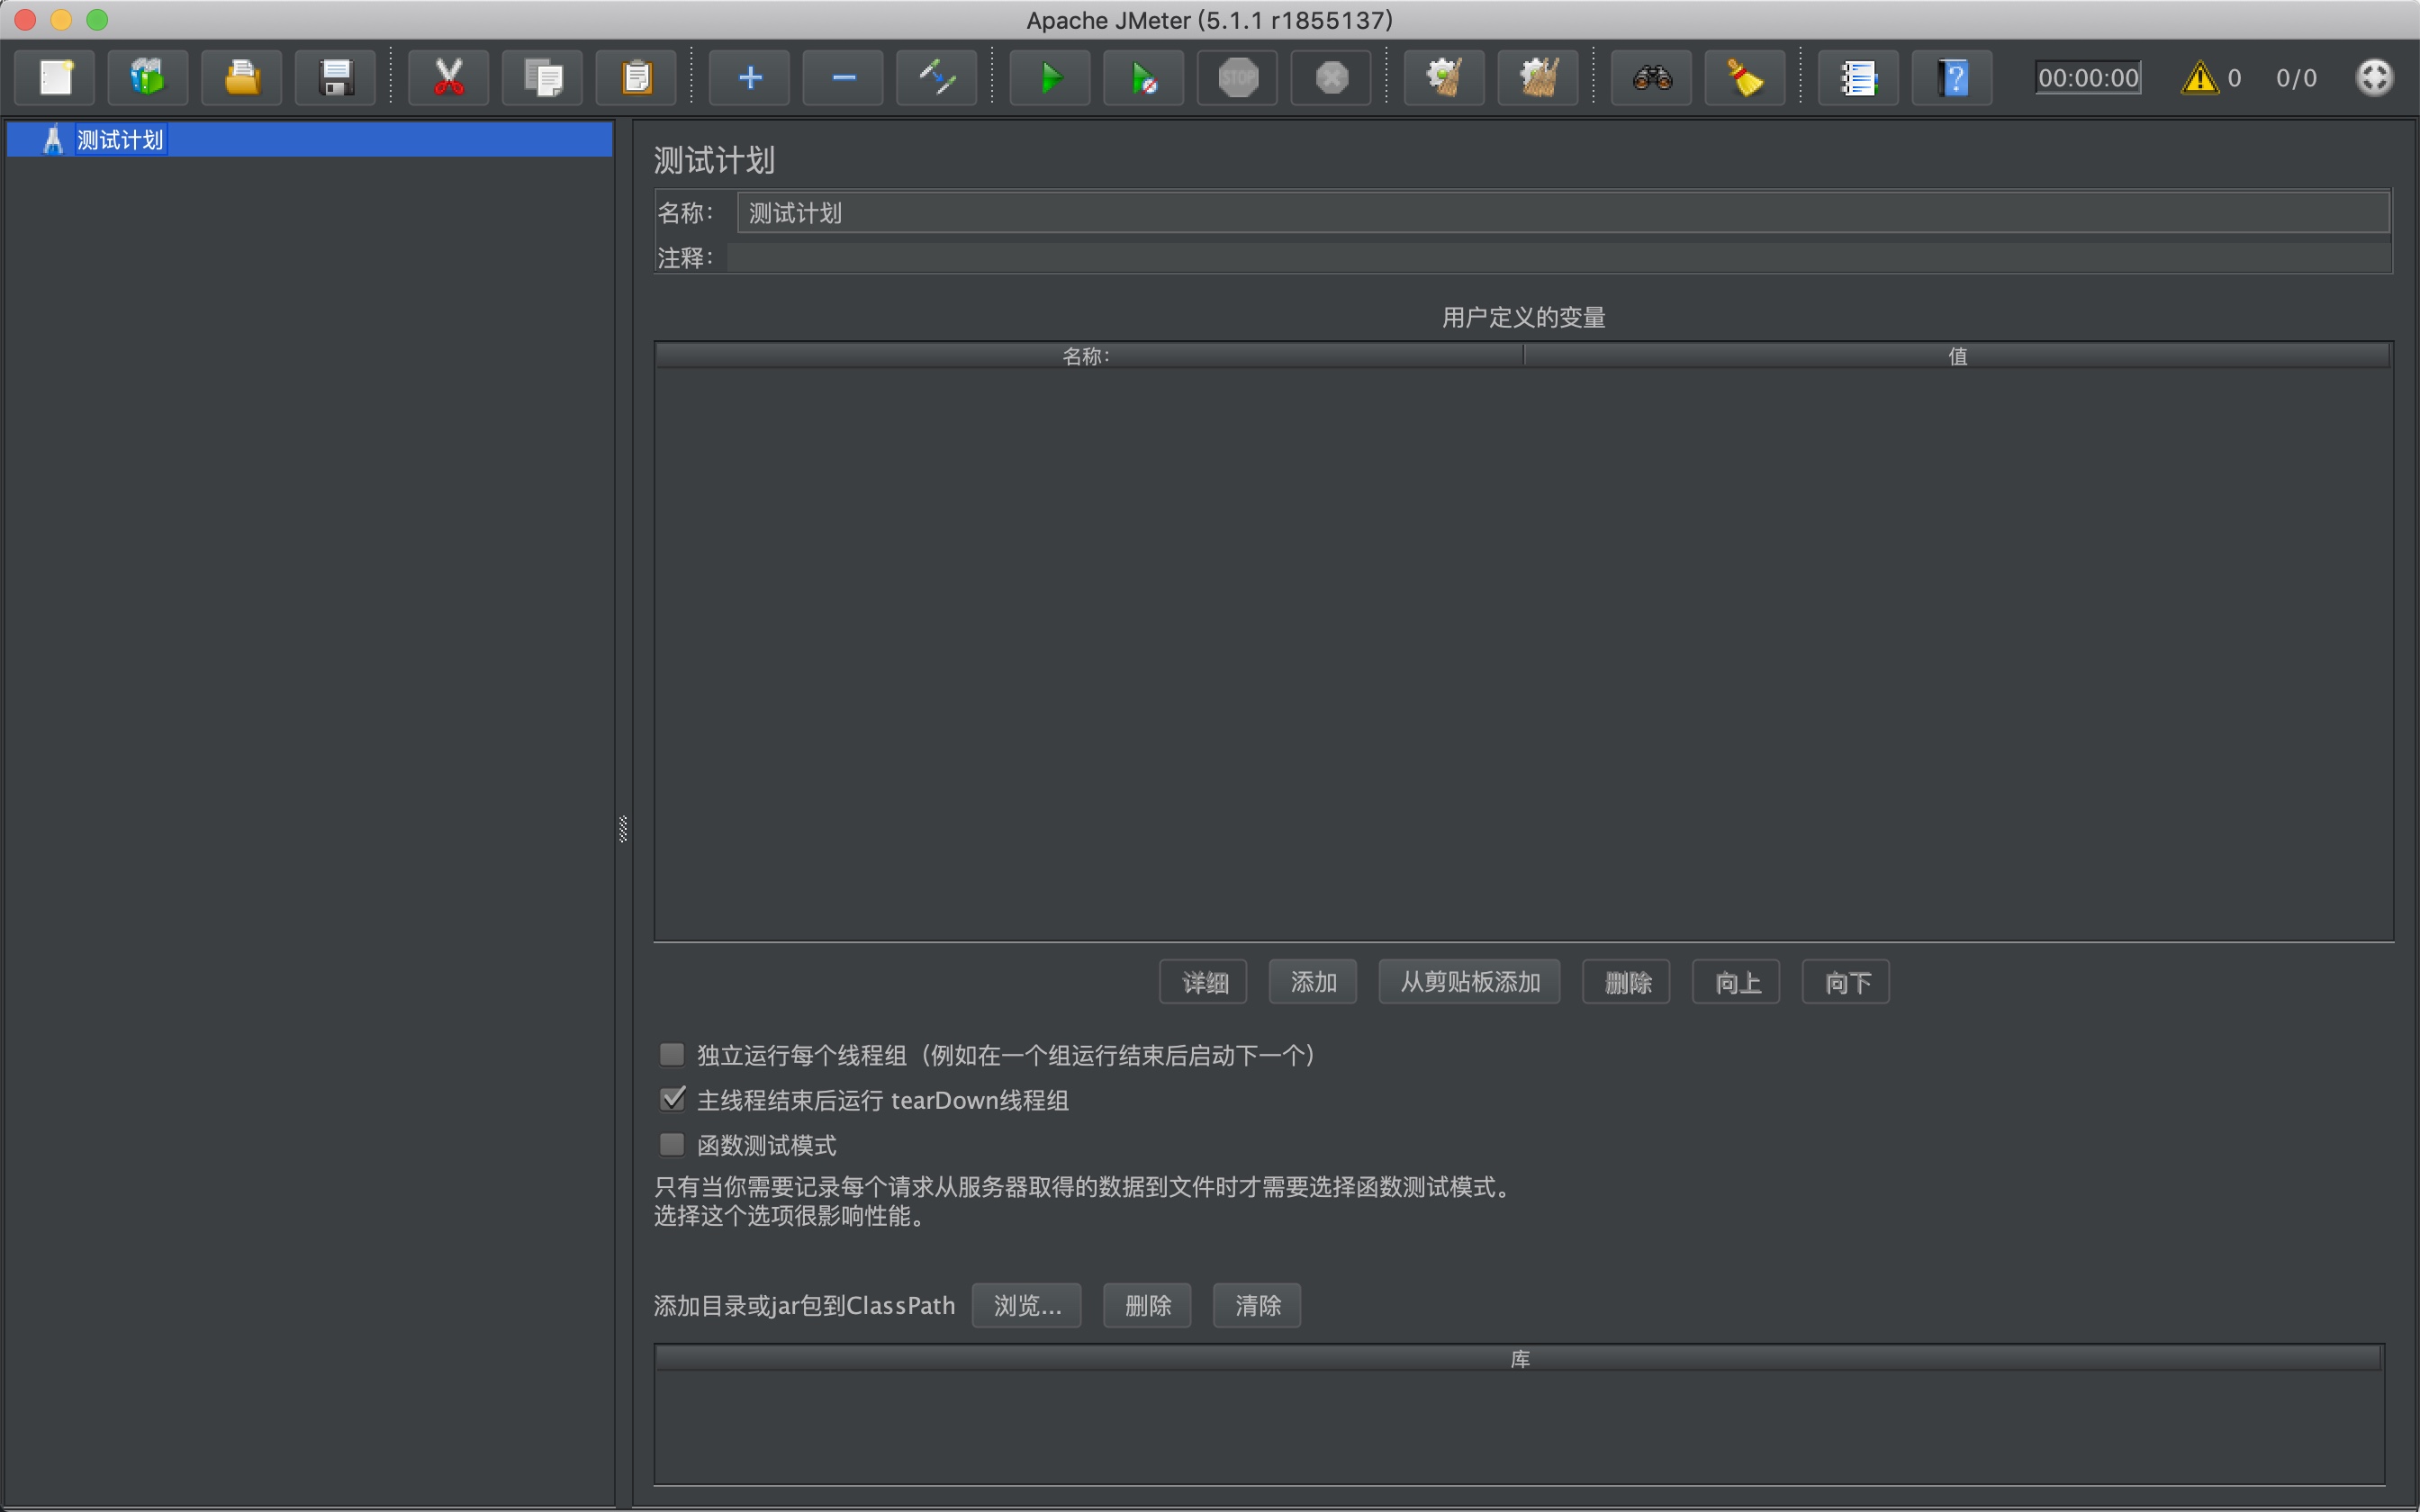 Apache JMeter (5.1.1 r1855137)
STOP
?
00:00:00
! 0
0/0
测试计划
测试计划
名称： 测试计划
注释：
用户定义的变量
名称: 值
详细 添加 从剪贴板添加 删除 向上 向下
独立运行每个线程组（例如在一个组运行结束后启动下一个）
主线程结束后运行 tearDown线程组
函数测试模式
只有当你需要记录每个请求从服务器取得的数据到文件时才需要选择函数测试模式。
选择这个选项很影响性能。
添加目录或jar包到ClassPath 浏览... 删除 清除
库